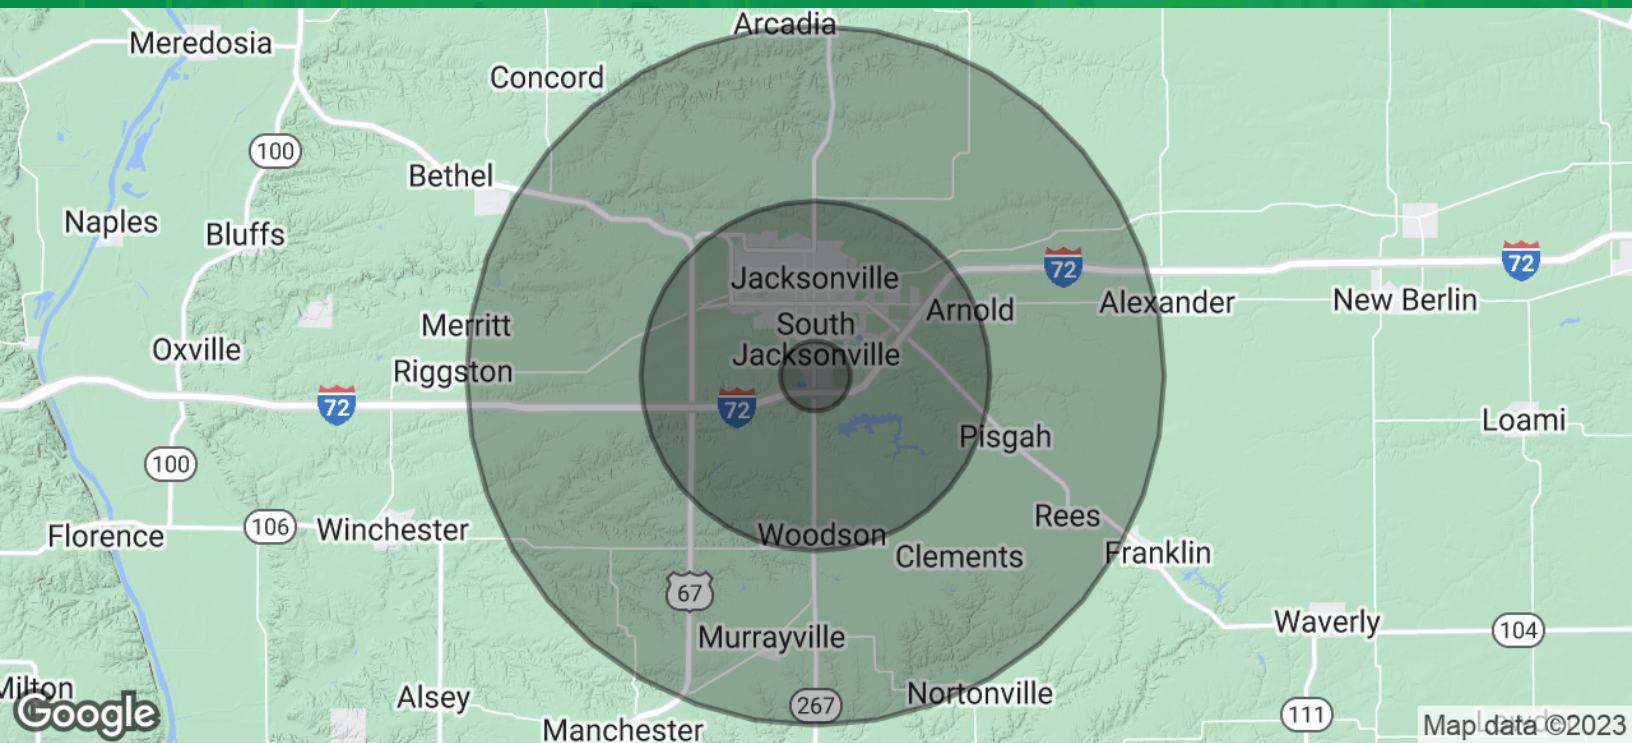 Arcadia
Meredosia
Concord
100
Bethel
Naples
Bluffs
72
72
Jacksonville
Arnold
Alexander
New Berlin
South
Jacksonville
Merritt
Oxville
Riggston
72
72
Loami
Pisgah
100
Rees
106
Winchester
Florence
Woodson
Clements
Franklin
67
Waverly
104
Murrayville
Milton
Alsey
Nortonville
267
111
Google
Manchester
Map data ©2023